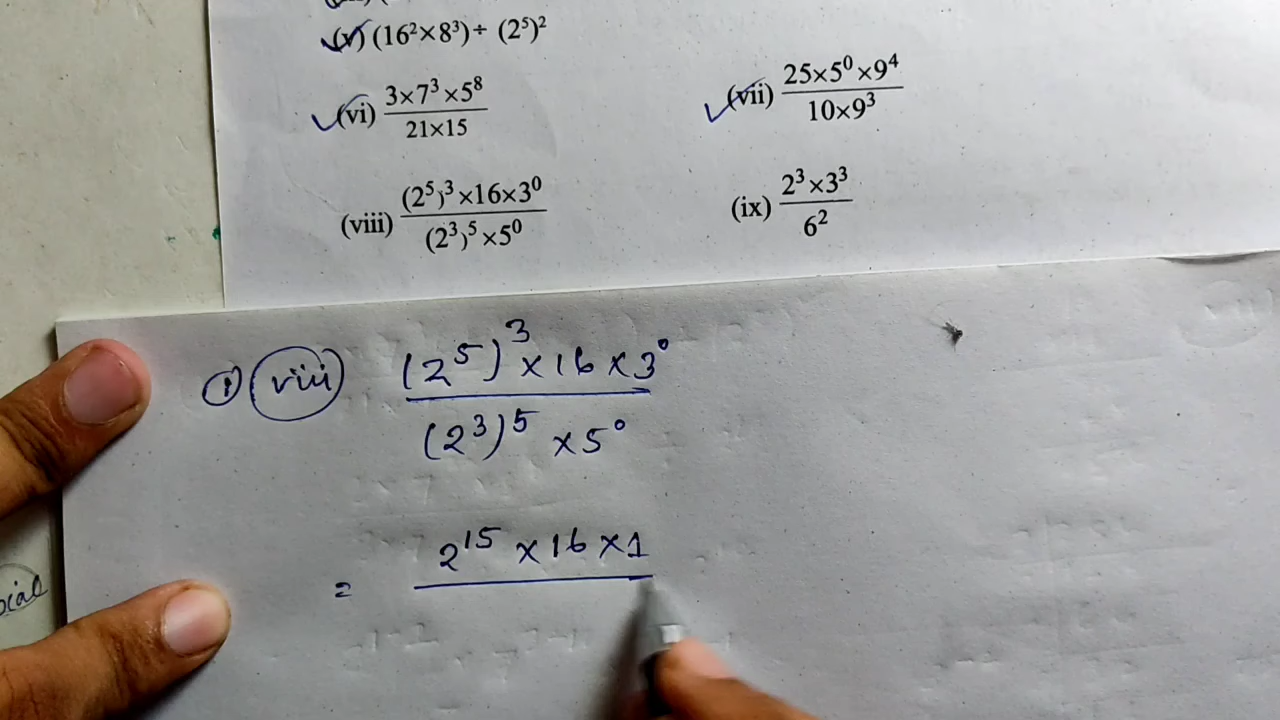 (v) (16²×8³)÷ (2⁵)²
(vi) 3×7³×5⁸ / 21×15
(vii) 25×5⁰×9⁴ / 10×9³
(viii) (2⁵)³×16×3⁰ / (2³)⁵×5⁰
(ix) 2³×3³ / 6²
① (viii) (2⁵)³×16×3⁰
(2³)⁵ ×5⁰
= 2¹⁵ ×16×1